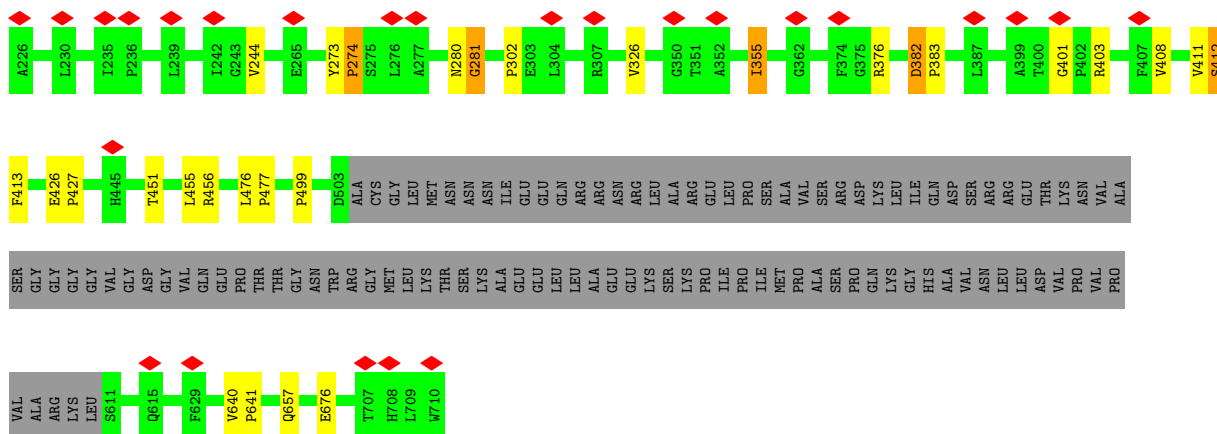 A226 L230 I235 P236 L239 I242 G243 V244 E265 Y273 P274 S275 L276 A277 N280 G281 P302 E303 L304 R307 V326 G350 T351 A352 I355 G362 F374 G375 R376 D382 P383 L387 A399 T400 G401 P402 R403 F407 V408 V411 S412
F413 E426 P427 H445 T451 L455 R456 L476 P477 P499 D503 ALA CYS GLY LEU MET ASN ASN ASN ILE GLU GLU GLN ARG ARG ASN ARG LEU ALA ARG GLU LEU PRO SER ALA VAL SER ARG ASP LYS LEU ILE GLN ASP SER ARG ARG GLU THR LYS ASN VAL ALA
SER GLY GLY GLY GLY VAL GLY ASP GLY VAL GLN GLU PRO THR THR GLY ASN TRP ARG GLY MET LEU LYS THR SER LYS ALA GLU GLU LEU LEU ALA GLU GLU LYS SER LYS PRO ILE PRO ILE MET PRO ALA SER PRO GLN LYS GLY HIS ALA VAL ASN LEU LEU ASP VAL PRO VAL PRO
VAL ALA ARG LYS LEU S611 Q615 F629 V640 P641 Q657 E676 T707 H708 L709 W710